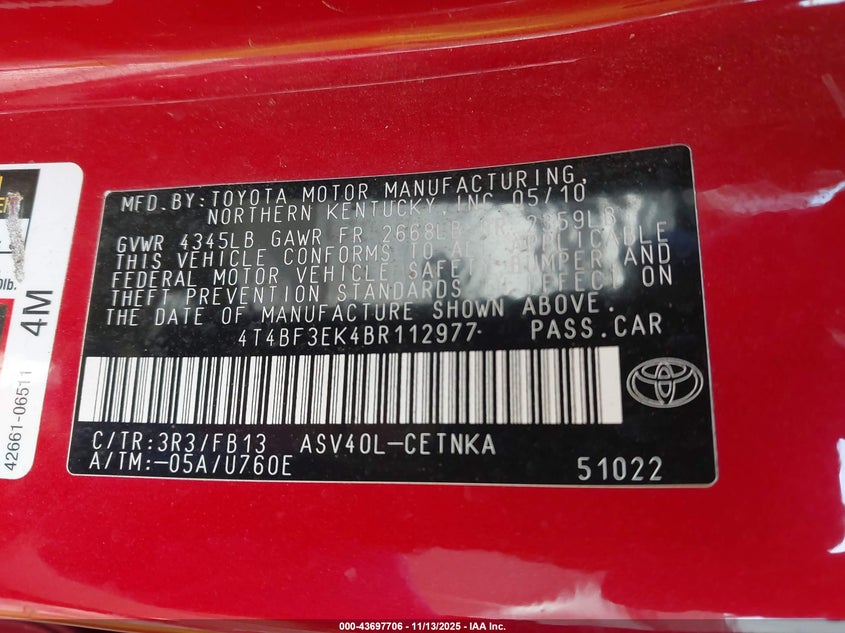 MFD.BY:TOYOTA MOTOR MANUFACTURING,
NORTHERN KENTUCKY, INC. 05/10
GVWR 4345LB GAWR FR 2668LB RR 2359LB
THIS VEHICLE CONFORMS TO ALL APPLICABLE
FEDERAL MOTOR VEHICLE SAFETY, BUMPER AND
THEFT PREVENTION STANDARDS IN EFFECT ON
THE DATE OF MANUFACTURE SHOWN ABOVE.
4T4BF3EK4BR112977 PASS.CAR
C/TR:3R3/FB13 ASV40L-CETNKA
A/TM:-05A/U760E 51022
4M
42661-06511
lb.
000-43697706 - 11/13/2025 - IAA Inc.